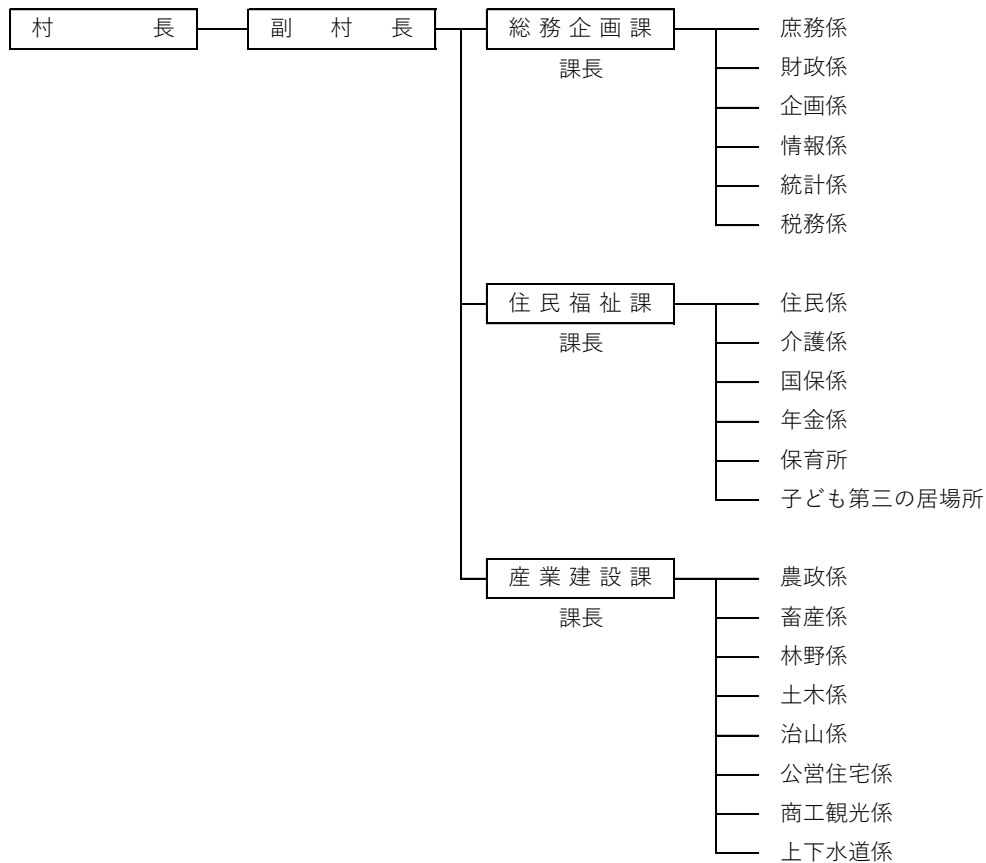 村長 副村長 総務企画課 庶務係
課長 財政係
企画係
情報係
統計係
税務係
住民福祉課 住民係
課長 介護係
国保係
年金係
保育所
子ども第三の居場所
産業建設課 農政係
課長 畜産係
林野係
土木係
治山係
公営住宅係
商工観光係
上下水道係